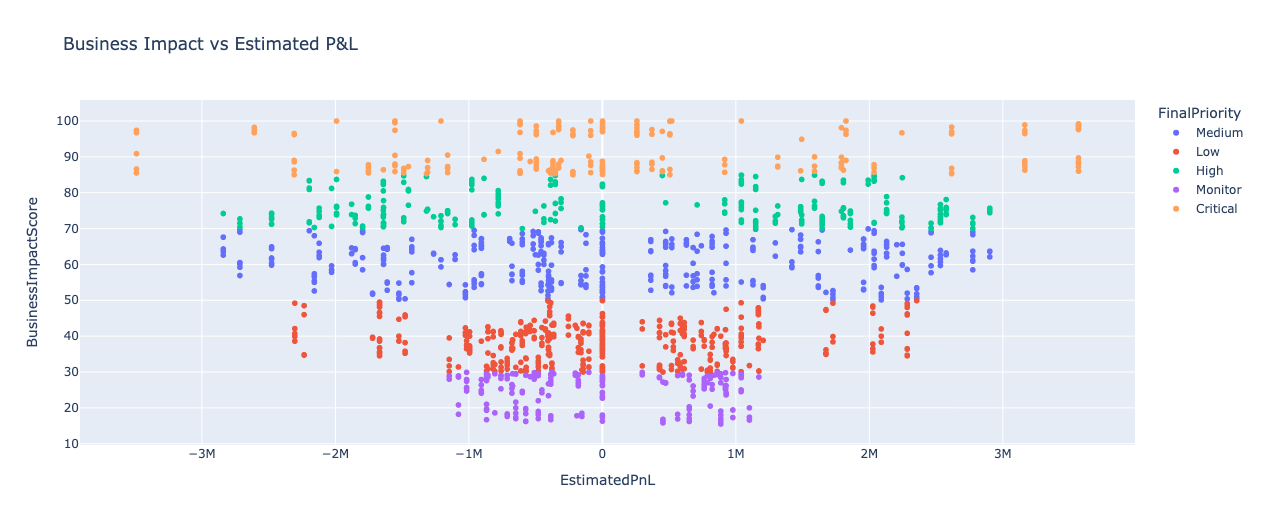 Business Impact vs Estimated P&L
BusinessImpactScore
100
90
80
70
60
50
40
30
20
10
−3M
−2M
−1M
0
1M
2M
3M
EstimatedPnL
FinalPriority
Medium
Low
High
Monitor
Critical